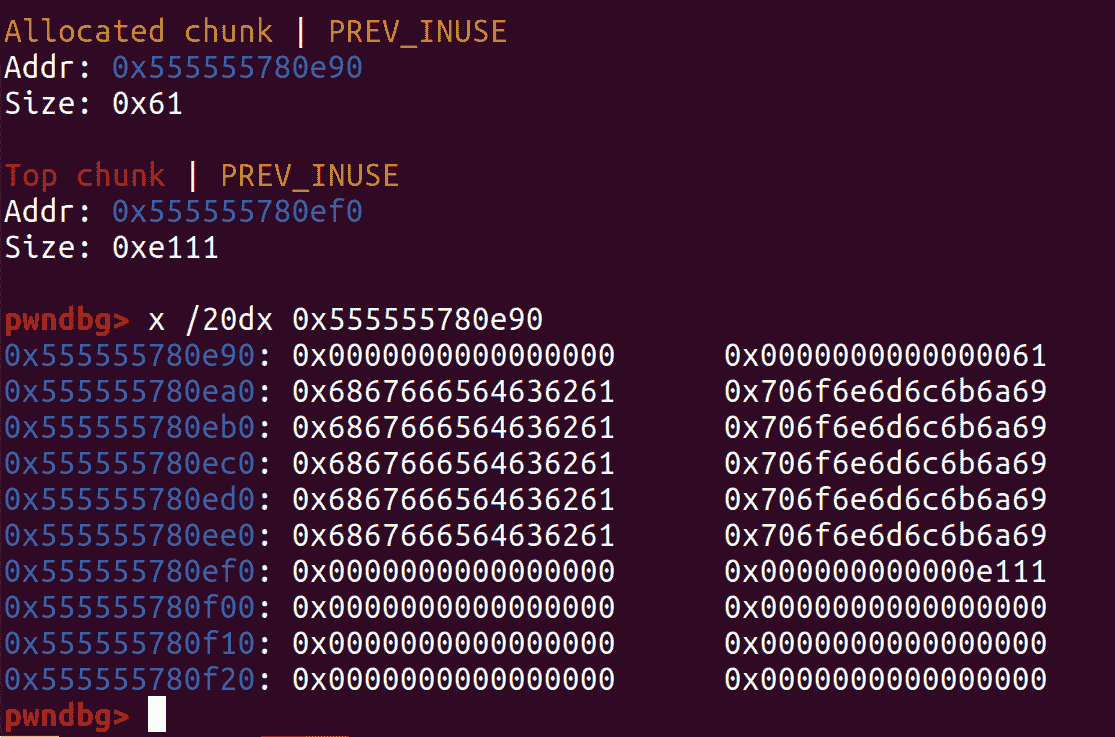 Allocated chunk | PREV_INUSE
Addr: 0x555555780e90
Size: 0x61
Top chunk | PREV_INUSE
Addr: 0x555555780ef0
Size: 0xe111
pwndbg> x /20dx 0x555555780e90
0x555555780e90: 0x0000000000000000 0x0000000000000061
0x555555780ea0: 0x6867666564636261 0x706f6e6d6c6b6a69
0x555555780eb0: 0x6867666564636261 0x706f6e6d6c6b6a69
0x555555780ec0: 0x6867666564636261 0x706f6e6d6c6b6a69
0x555555780ed0: 0x6867666564636261 0x706f6e6d6c6b6a69
0x555555780ee0: 0x6867666564636261 0x706f6e6d6c6b6a69
0x555555780ef0: 0x0000000000000000 0x000000000000e111
0x555555780f00: 0x0000000000000000 0x0000000000000000
0x555555780f10: 0x0000000000000000 0x0000000000000000
0x555555780f20: 0x0000000000000000 0x0000000000000000
pwndbg>